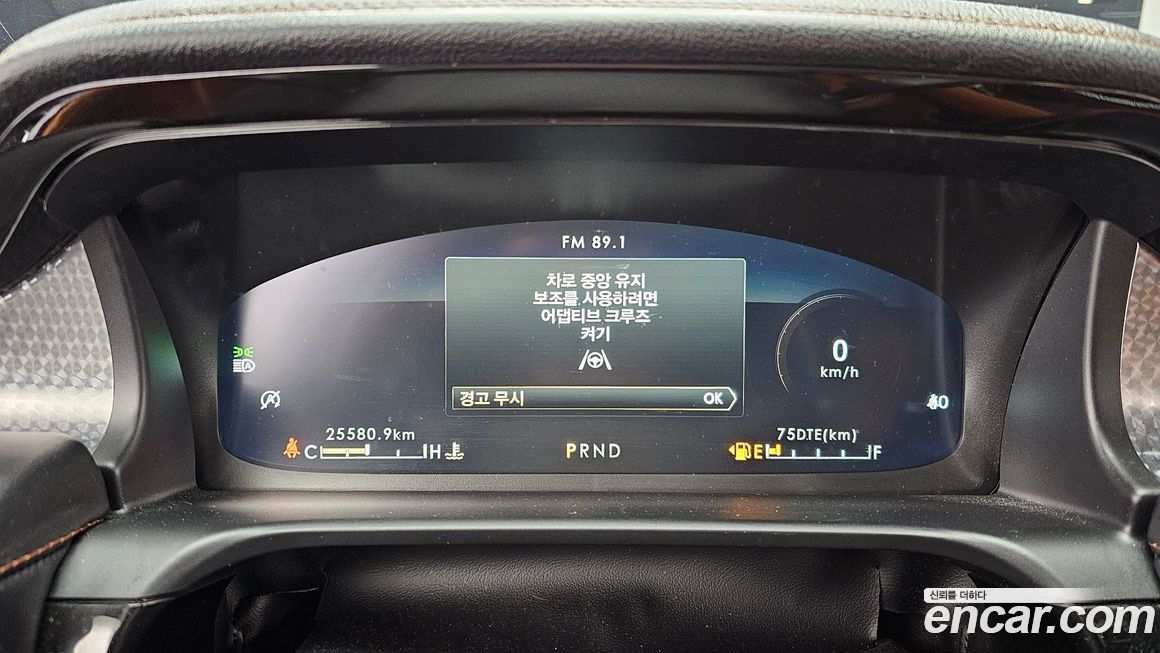 FM 89.1
차로 중앙 유지
보조를 사용하려면
어댑티브 크루즈
켜기
경고 무시 OK
0
km/h
A
A
25580.9km
C H
PRND
75DTE(km)
E F
신뢰를 더하다
encar.com